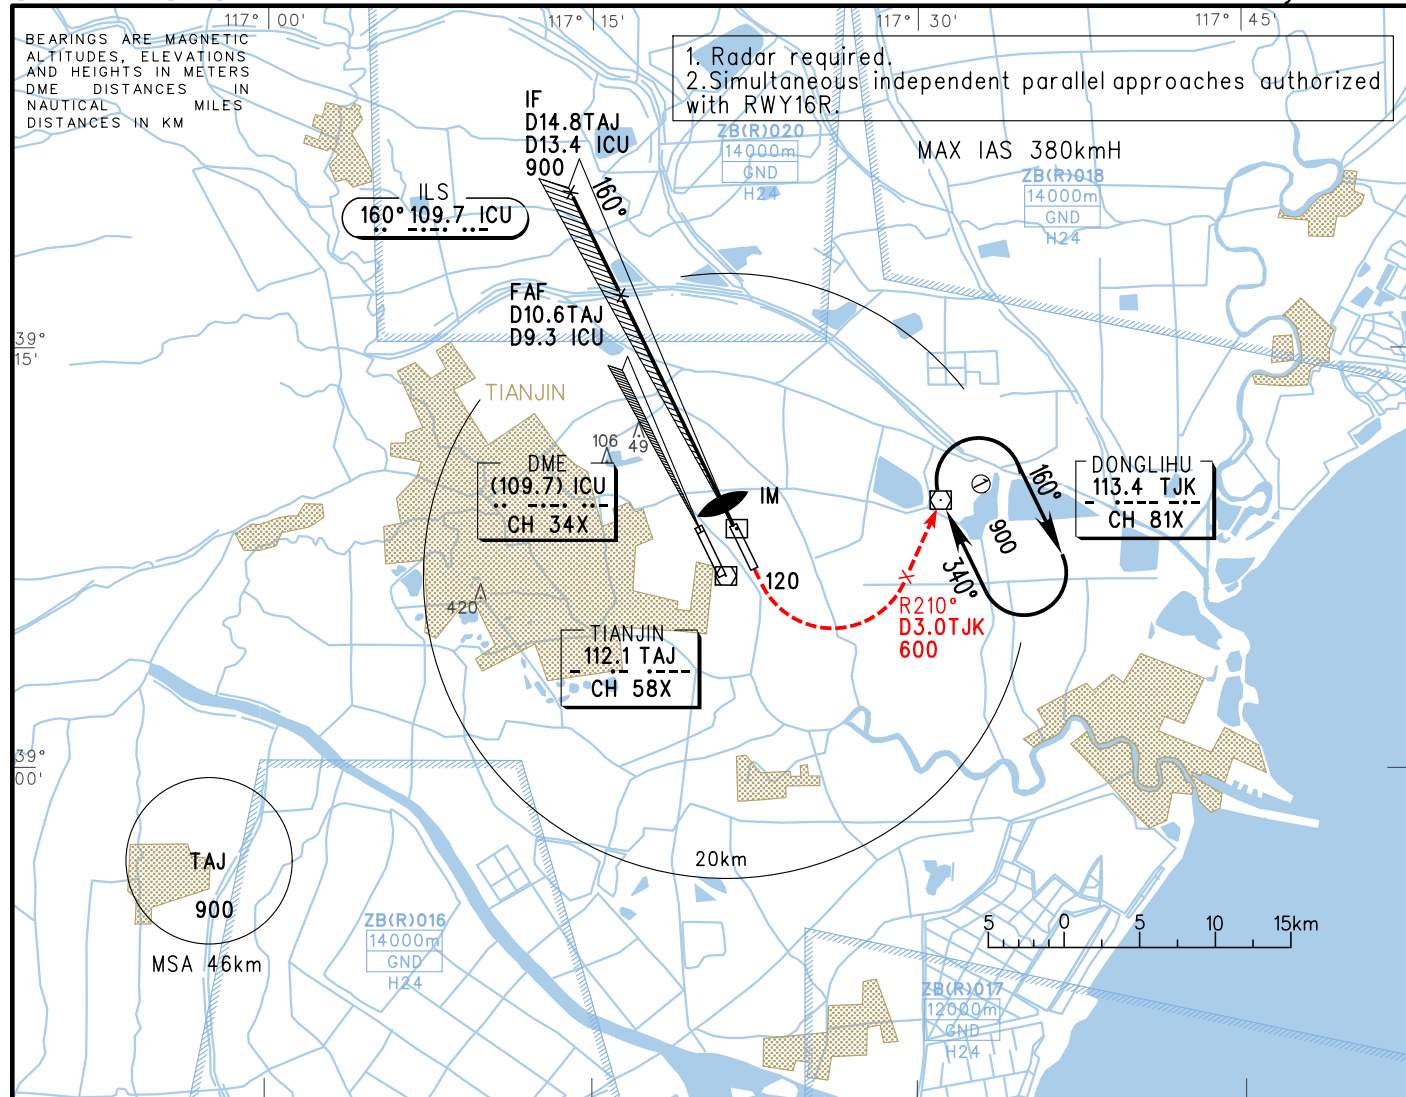 117° 00'
117° 15'
117° 30'
117° 45'
BEARINGS ARE MAGNETIC
ALTITUDES, ELEVATIONS
AND HEIGHTS IN METERS
DME DISTANCES IN
NAUTICAL MILES
DISTANCES IN KM
1. Radar required.
2.Simultaneous independent parallel approaches authorized
with RWY16R.
IF
D14.8TAJ
D13.4 ICU
900
160°
ZB(R)020
14000m
GND
H24
MAX IAS 380kmH
ZB(R)018
14000m
GND
H24
ILS
160° 109.7 ICU
FAF
D10.6TAJ
D9.3 ICU
39°
15'
TIANJIN
106
49
DME
(109.7) ICU
CH 34X
IM
1
160°
900
340°
DONGLIHU
113.4 TJK
CH 81X
120
420
R210°
D3.0TJK
600
TIANJIN
112.1 TAJ
CH 58X
39°
00'
20km
TAJ
900
MSA 46km
ZB(R)016
14000m
GND
H24
5 0 5 10 15km
ZB(R)017
12000m
GND
H24